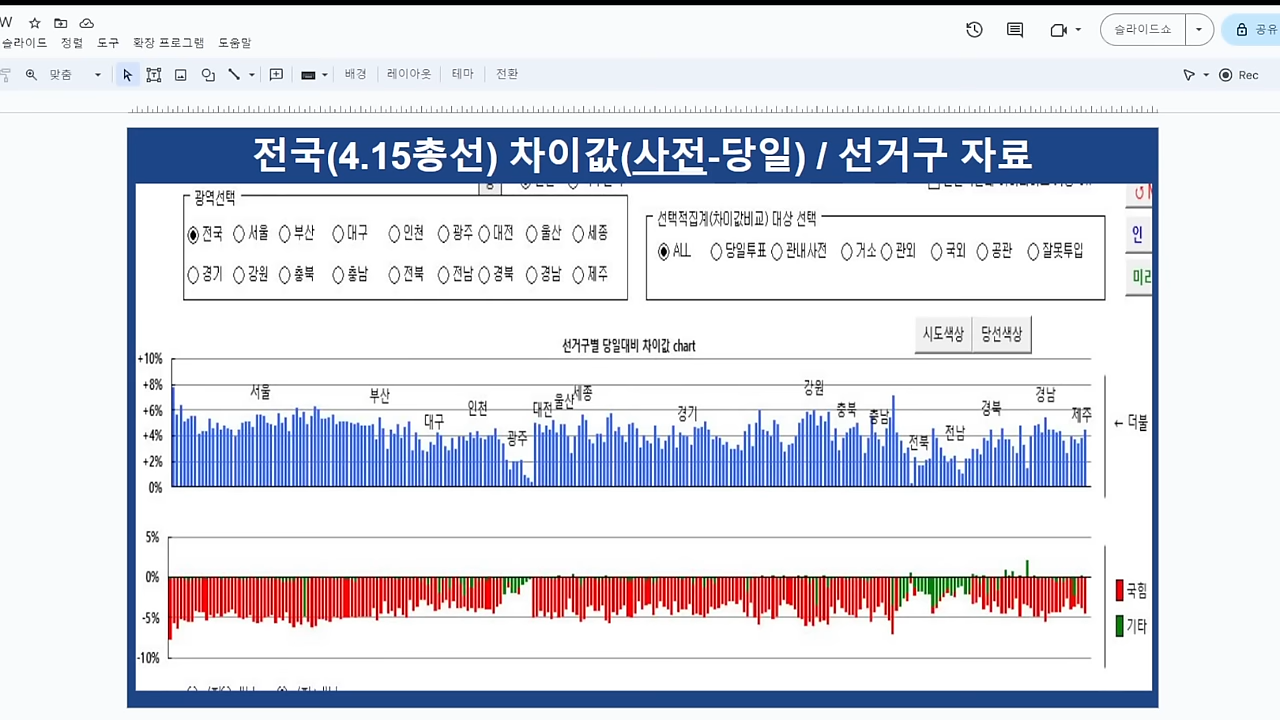 W
슬라이드 정렬 도구 확장 프로그램 도움말
슬라이드쇼
공유
맞춤
배경 레이아웃 테마 전환
Rec
전국(4.15총선) 차이값(사전-당일) / 선거구 자료
광역선택
전국 서울 부산 대구 인천 광주 대전 울산 세종
경기 강원 충북 충남 전북 전남 경북 경남 제주
선택적집계(차이값비교) 대상 선택
ALL 당일투표 관내사전 거소 관외 국외 공관 잘못투입
인
미리
시도색상 당선색상
선거구별 당일대비 차이값 chart
+10%
+8%
+6%
+4%
+2%
0%
서울 부산 대구 인천 광주 대전 울산 세종 경기 강원 충북 충남 전북 전남 경북 경남 제주
← 더불
5%
0%
-5%
-10%
국힘
기타